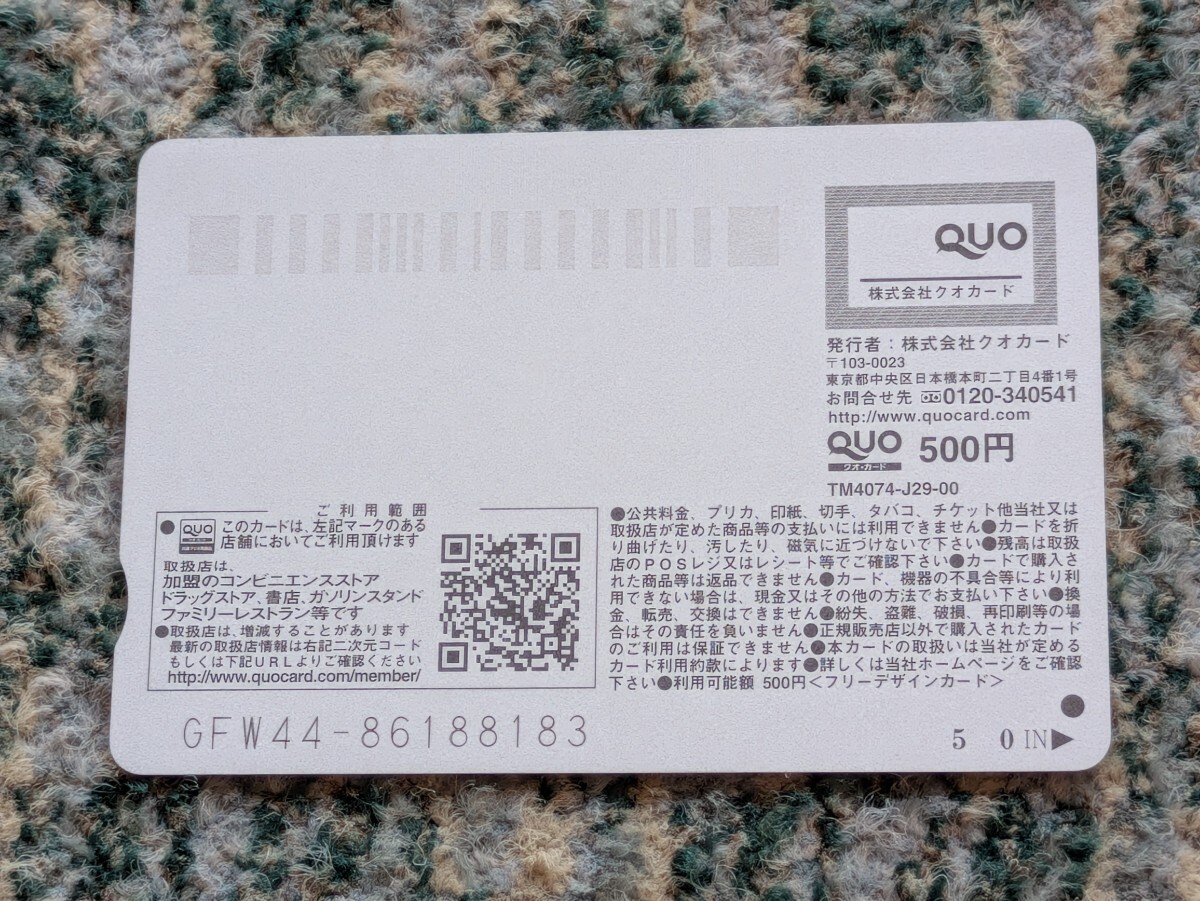 QUO
株式会社クオカード
発行者：株式会社クオカード
〒103-0023
東京都中央区日本橋本町二丁目4番1号
お問合せ先 0120-340541
http://www.quocard.com
QUO 500円
クオ・カード
TM4074-J29-00
ご利用範囲
QUO
●このカードは、左記マークのある
店舗においてご利用頂けます
取扱店は、
加盟のコンビニエンスストア
ドラッグストア、書店、ガソリンスタンド
ファミリーレストラン等です
●取扱店は、増減することがあります
最新の取扱店情報は右記二次元コード
もしくは下記URLよりご確認ください
http://www.quocard.com/member/
●公共料金、プリカ、印紙、切手、タバコ、チケット他当社又は
取扱店が定めた商品等の支払いには利用できません●カードを折
り曲げたり、汚したり、磁気に近づけないで下さい●残高は取扱
店のPOSレジ又はレシート等でご確認下さい●カードで購入さ
れた商品等は返品できません●カード、機器の不具合等により利
用できない場合は、現金又はその他の方法でお支払い下さい●換
金、転売、交換はできません●紛失、盗難、破損、再印刷等の場
合はその責任を負いません●正規販売店以外で購入されたカード
のご利用は保証できません●本カードの取扱いは当社が定める
カード利用約款によります●詳しくは当社ホームページをご確認
下さい●利用可能額 500円＜フリーデザインカード＞
GFW44-86188183
5 0 IN▶